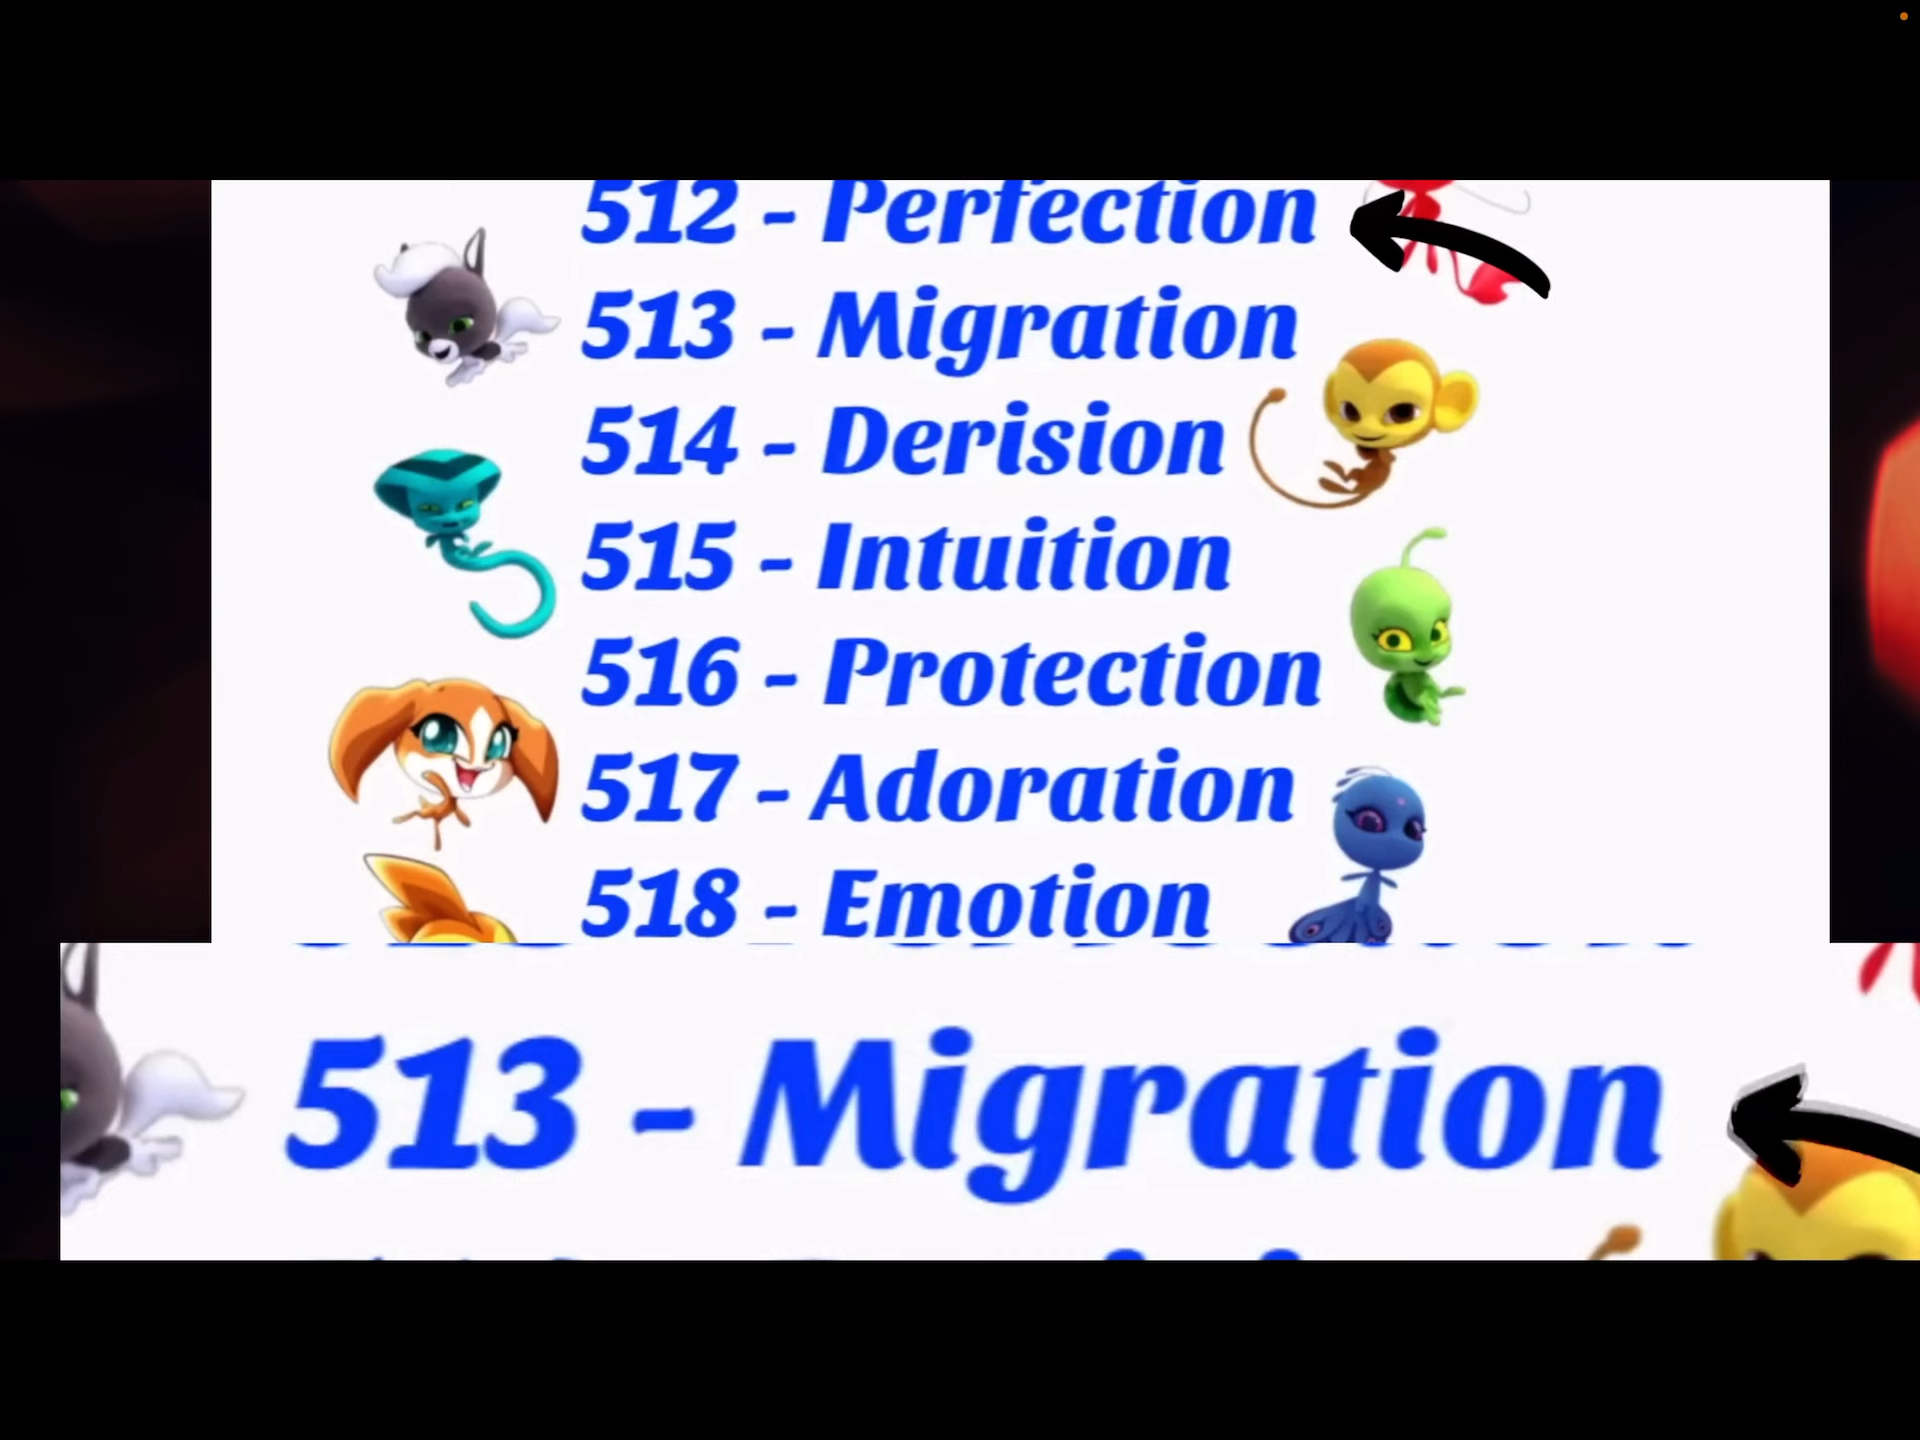 512 - Perfection
513 - Migration
514 - Derision
515 - Intuition
516 - Protection
517 - Adoration
518 - Emotion
513 - Migration